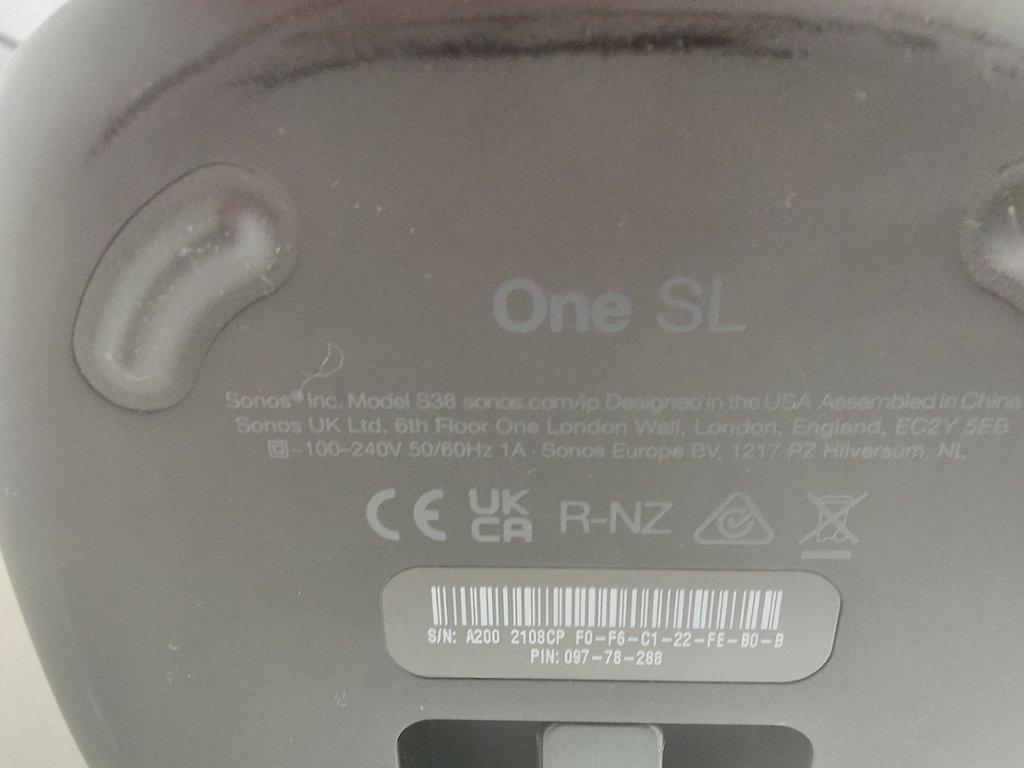 One SL
Sonos® Inc. Model S38 sonos.com/ip Designed in the USA Assembled in China
Sonos UK Ltd, 6th Floor One London Wall, London, England, EC2Y 5EB
~100-240V 50/60Hz 1A · Sonos Europe BV, 1217 PZ Hilversum, NL
CE UK CA R-NZ
S/N: A200 2108CP F0-F6-C1-22-FE-B0-B
PIN: 097-78-288